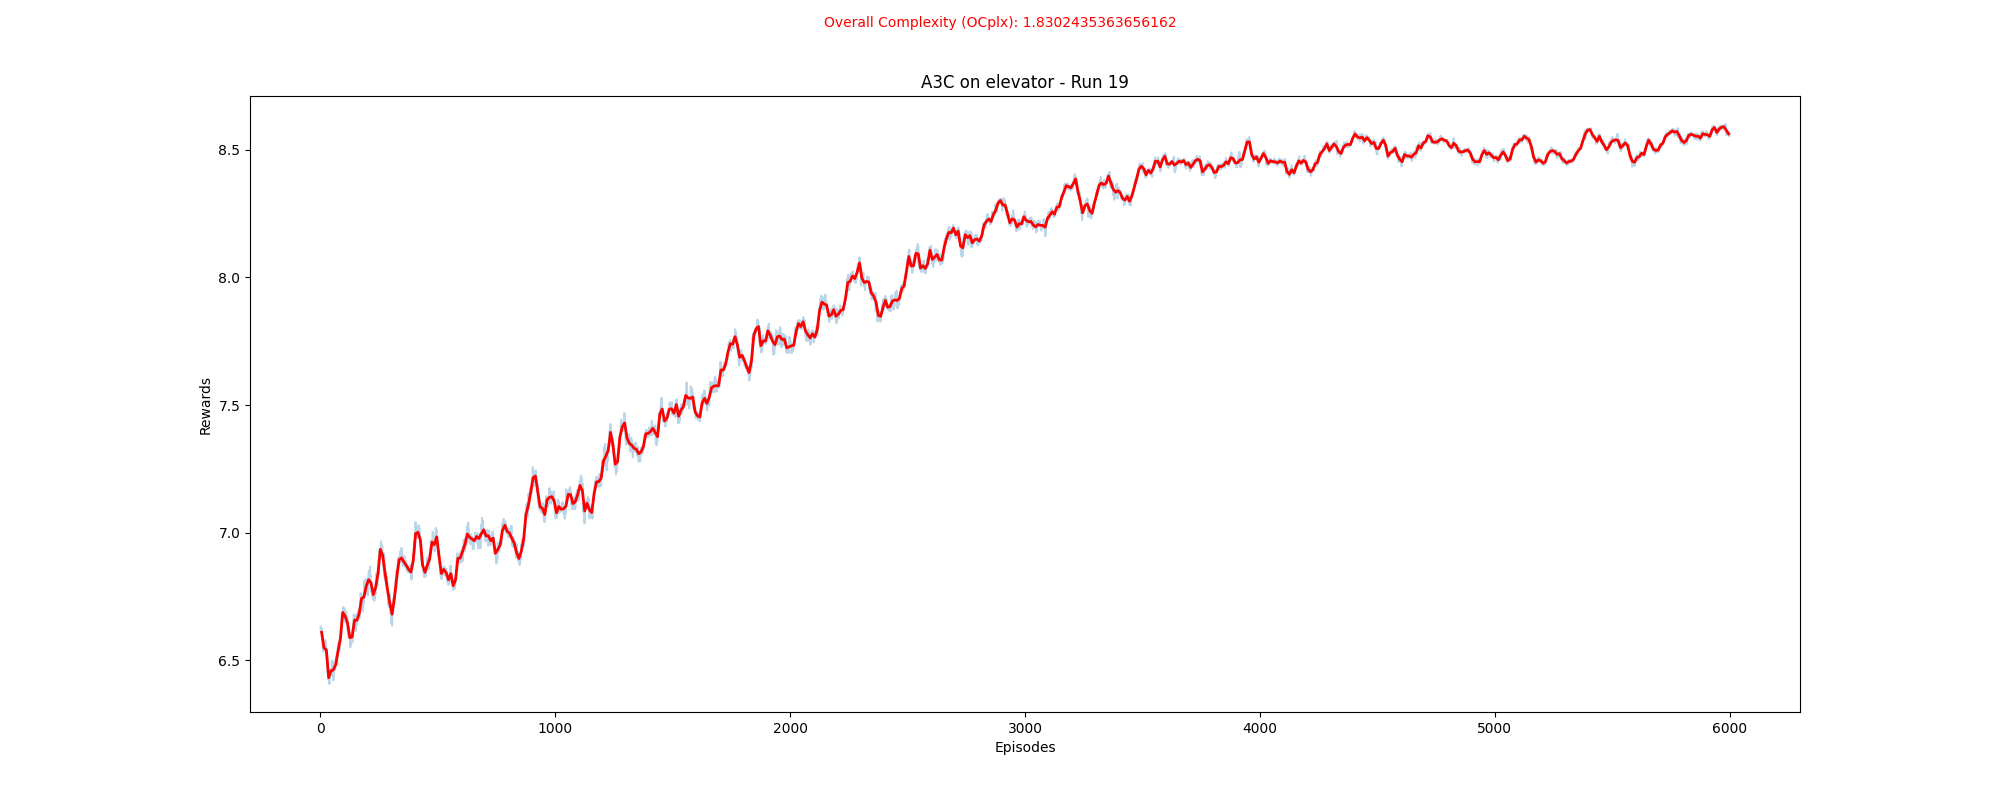 Overall Complexity (OCplx): 1.8302435363656162
A3C on elevator - Run 19
8.5
8.0
7.5
7.0
6.5
Rewards
0 1000 2000 3000 4000 5000 6000
Episodes